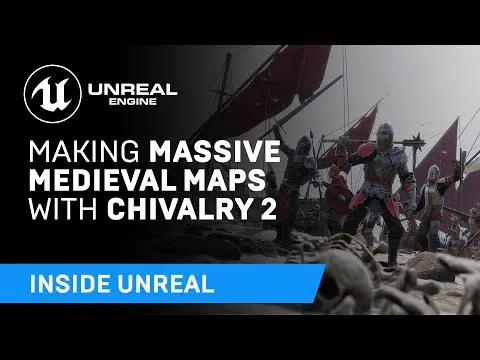 UNREAL
ENGINE
MAKING MASSIVE
MEDIEVAL MAPS
WITH CHIVALRY 2
INSIDE UNREAL